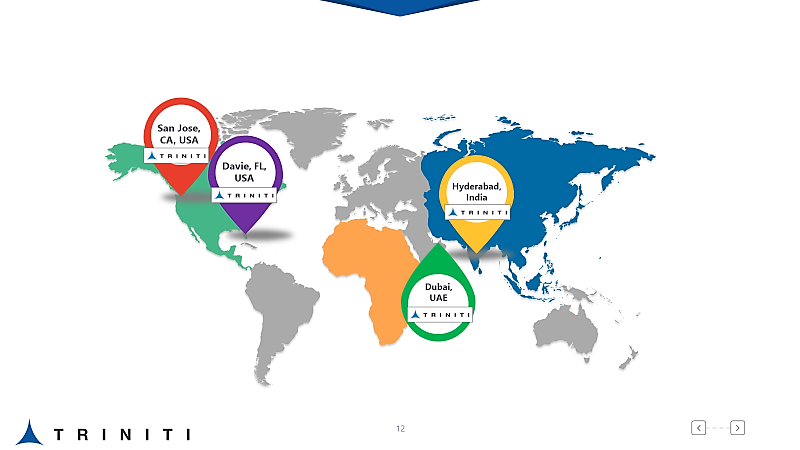 San Jose,
CA, USA
TRINITI
Davie, FL,
USA
TRINITI
Hyderabad,
India
TRINITI
Dubai,
UAE
TRINITI
TRINITI
12